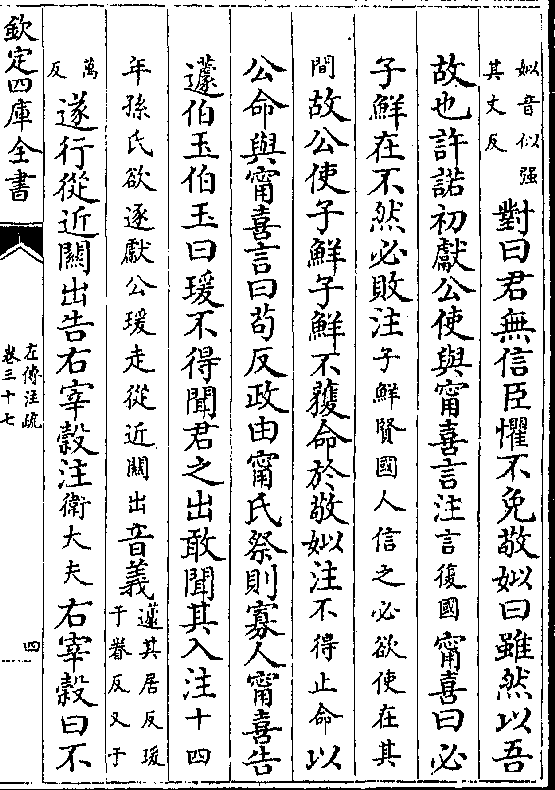 姒音似强
其丈反
對曰君無信臣懼不免敬姒曰雖然以吾
故也許諾初獻公使與甯喜言注言復國甯喜曰必
子鮮在不然必敗注子鮮賢國人信之必欲使在其
間故公使子鮮子鮮不獲命於敬姒注不得止命以
公命與甯喜言曰苟反政由甯氏祭則寡人甯喜告
蘧伯玉伯玉曰瑗不得聞君之出敢聞其入注十四
年孫氏欲逐獻公瑗走從近關出音義
蘧其居反瑗
于眷反又于
萬
反
遂行從近關出告右宰糓注衛大夫右宰糓曰不
欽定四庫全書
左傳注疏
卷三十七
四